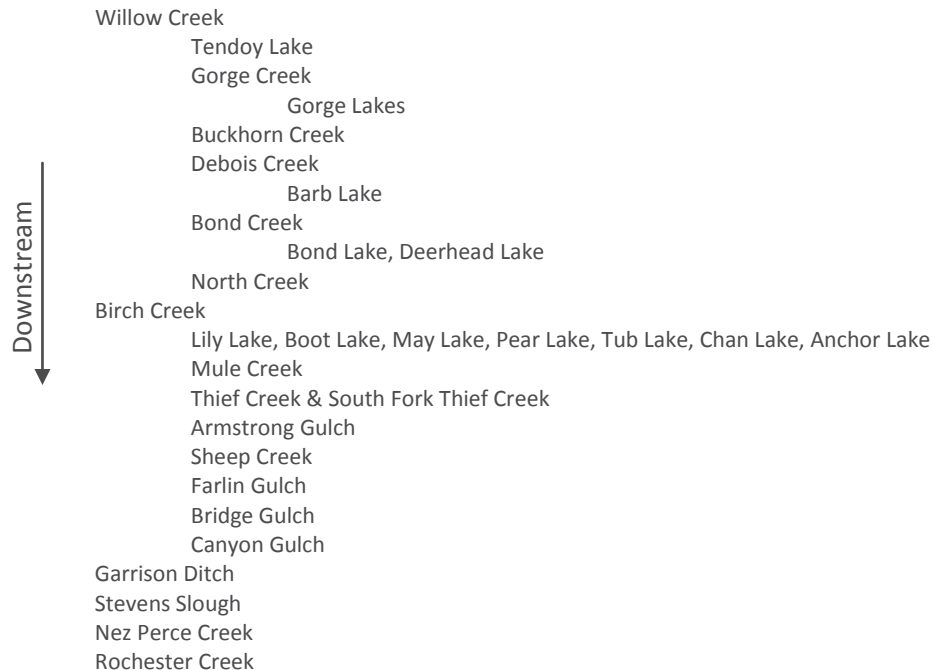 Willow Creek
Tendoy Lake
Gorge Creek
Gorge Lakes
Buckhorn Creek
Debois Creek
Barb Lake
Bond Creek
Bond Lake, Deerhead Lake
North Creek
Birch Creek
Lily Lake, Boot Lake, May Lake, Pear Lake, Tub Lake, Chan Lake, Anchor Lake
Mule Creek
Thief Creek & South Fork Thief Creek
Armstrong Gulch
Sheep Creek
Farlin Gulch
Bridge Gulch
Canyon Gulch
Garrison Ditch
Stevens Slough
Nez Perce Creek
Rochester Creek
Downstream